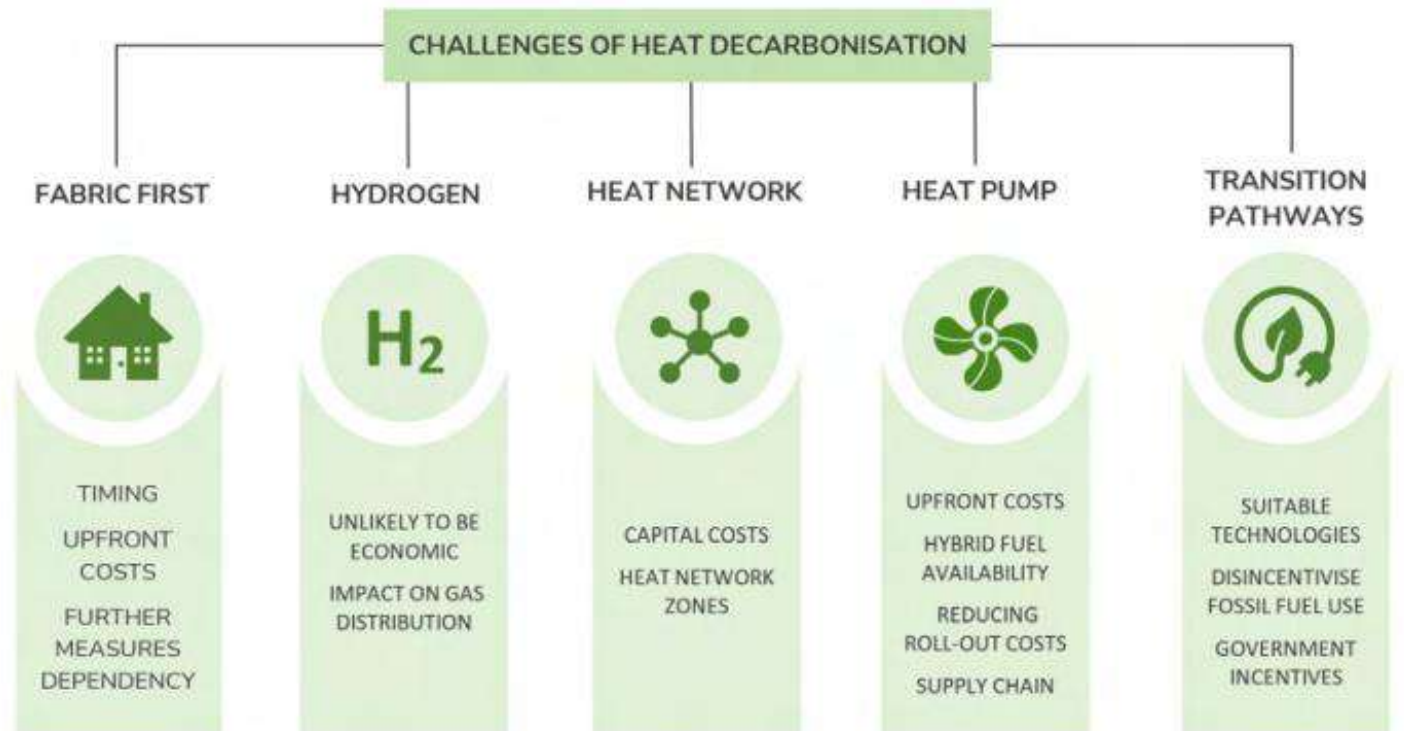 CHALLENGES OF HEAT DECARBONISATION
FABRIC FIRST
TIMING
UPFRONT
COSTS
FURTHER
MEASURES
DEPENDENCY
HYDROGEN
H₂
UNLIKELY TO BE
ECONOMIC
IMPACT ON GAS
DISTRIBUTION
HEAT NETWORK
CAPITAL COSTS
HEAT NETWORK
ZONES
HEAT PUMP
UPFRONT COSTS
HYBRID FUEL
AVAILABILITY
REDUCING
ROLL-OUT COSTS
SUPPLY CHAIN
TRANSITION
PATHWAYS
SUITABLE
TECHNOLOGIES
DISINCENTIVISE
FOSSIL FUEL USE
GOVERNMENT
INCENTIVES